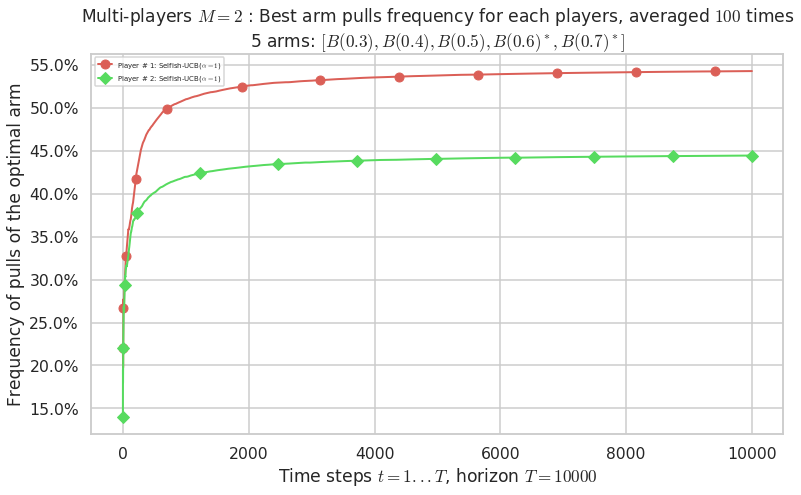 Multi-players M = 2 : Best arm pulls frequency for each players, averaged 100 times
5 arms: [B(0.3), B(0.4), B(0.5), B(0.6)*, B(0.7)*]
Player # 1: Selfish-UCB(α = 1)
Player # 2: Selfish-UCB(α = 1)
Frequency of pulls of the optimal arm
55.0%
50.0%
45.0%
40.0%
35.0%
30.0%
25.0%
20.0%
15.0%
0 2000 4000 6000 8000 10000
Time steps t = 1...T, horizon T = 10000